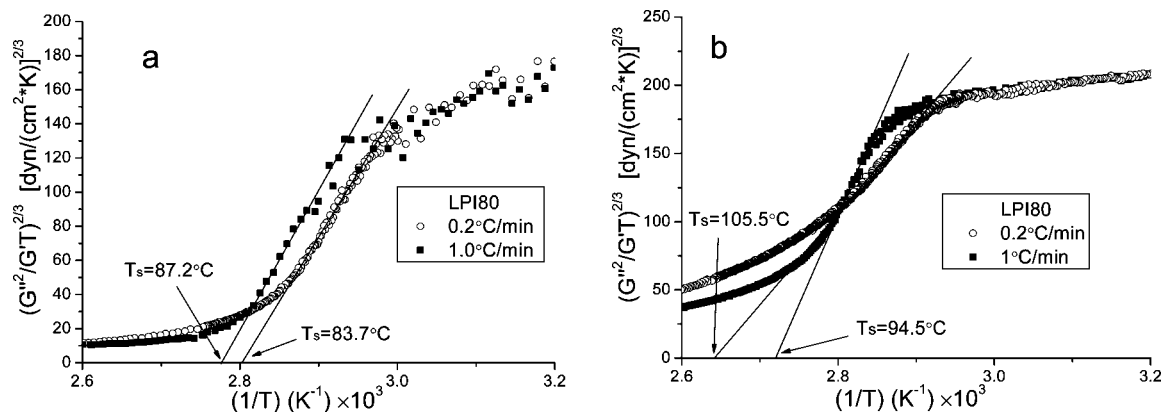 a
(G''²/G'T)^2/3 [dyn/(cm²*K)]^2/3
200
180
160
140
120
100
80
60
40
20
0
LPI80
0.2°C/min
1.0°C/min
Ts=87.2°C
Ts=83.7°C
2.6 2.8 3.0 3.2
(1/T) (K⁻¹) ×10³
b
(G''²/G'T)^2/3 [dyn/(cm²*K)]^2/3
250
200
150
100
50
0
LPI80
0.2°C/min
1°C/min
Ts=105.5°C
Ts=94.5°C
2.6 2.8 3.0 3.2
(1/T) (K⁻¹) ×10³